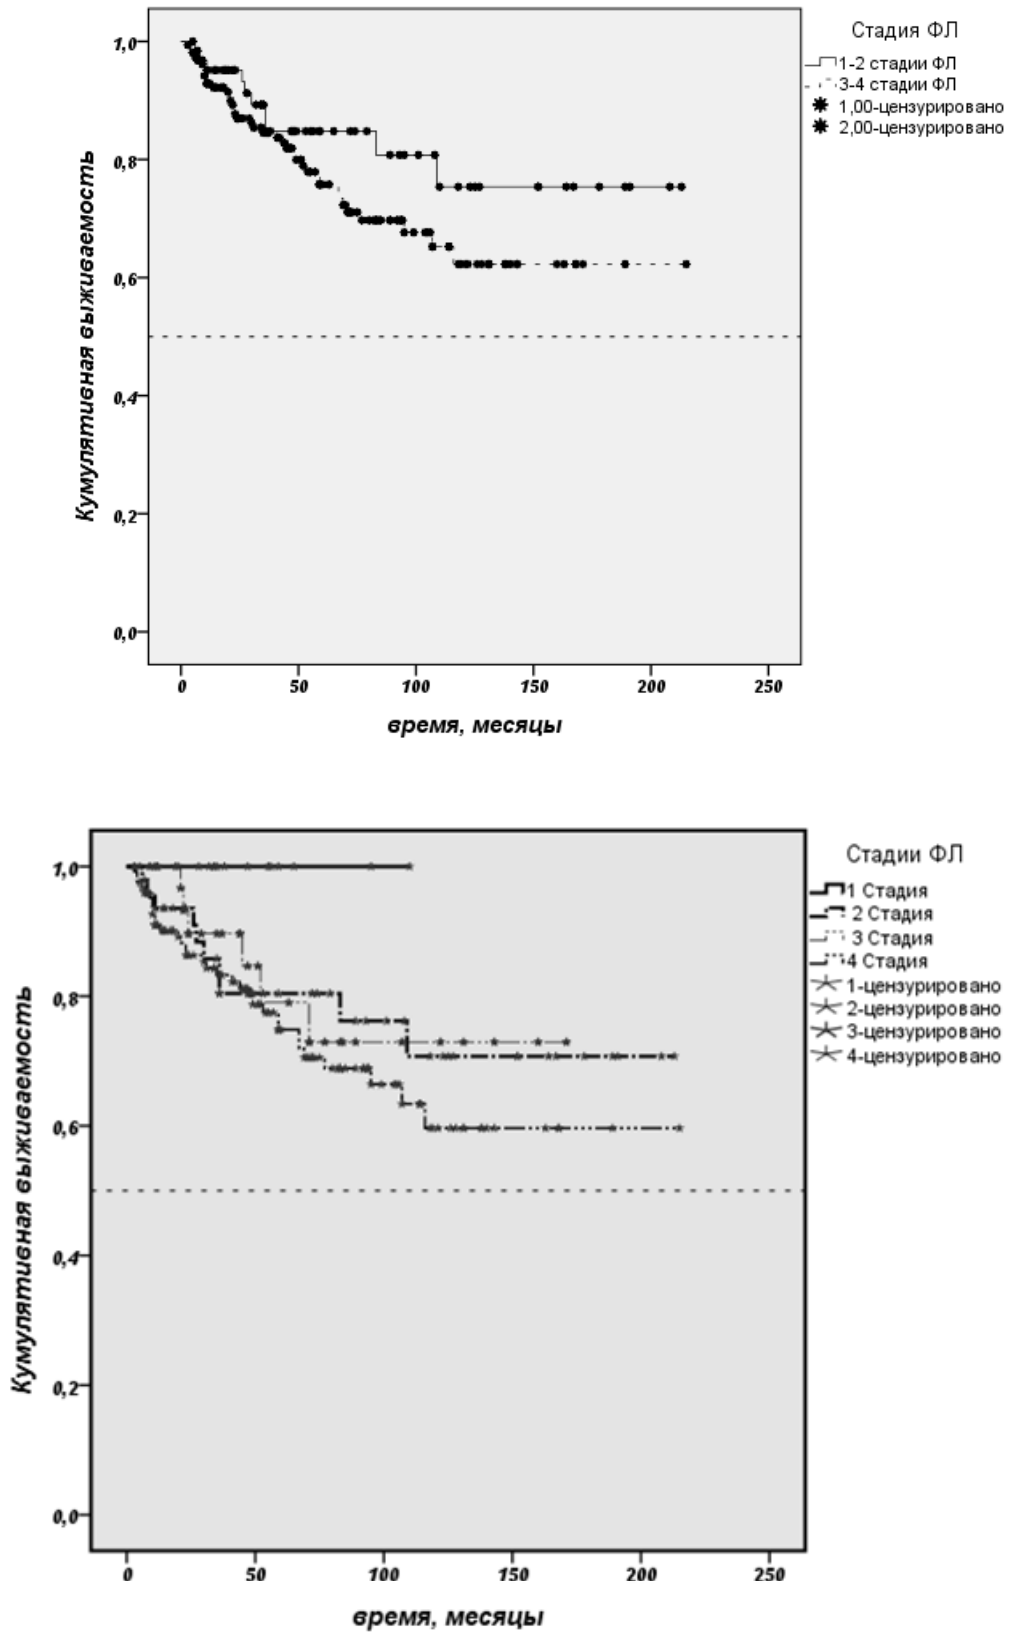 Стадия ФЛ
1-2 стадии ФЛ
3-4 стадии ФЛ
1,00-цензурировано
2,00-цензурировано
Кумулятивная выживаемость
1,0
0,8
0,6
0,4
0,2
0,0
0 50 100 150 200 250
время, месяцы
Стадии ФЛ
1 Стадия
2 Стадия
3 Стадия
4 Стадия
1-цензурировано
2-цензурировано
3-цензурировано
4-цензурировано
Кумулятивная выживаемость
1,0
0,8
0,6
0,4
0,2
0,0
0 50 100 150 200 250
время, месяцы